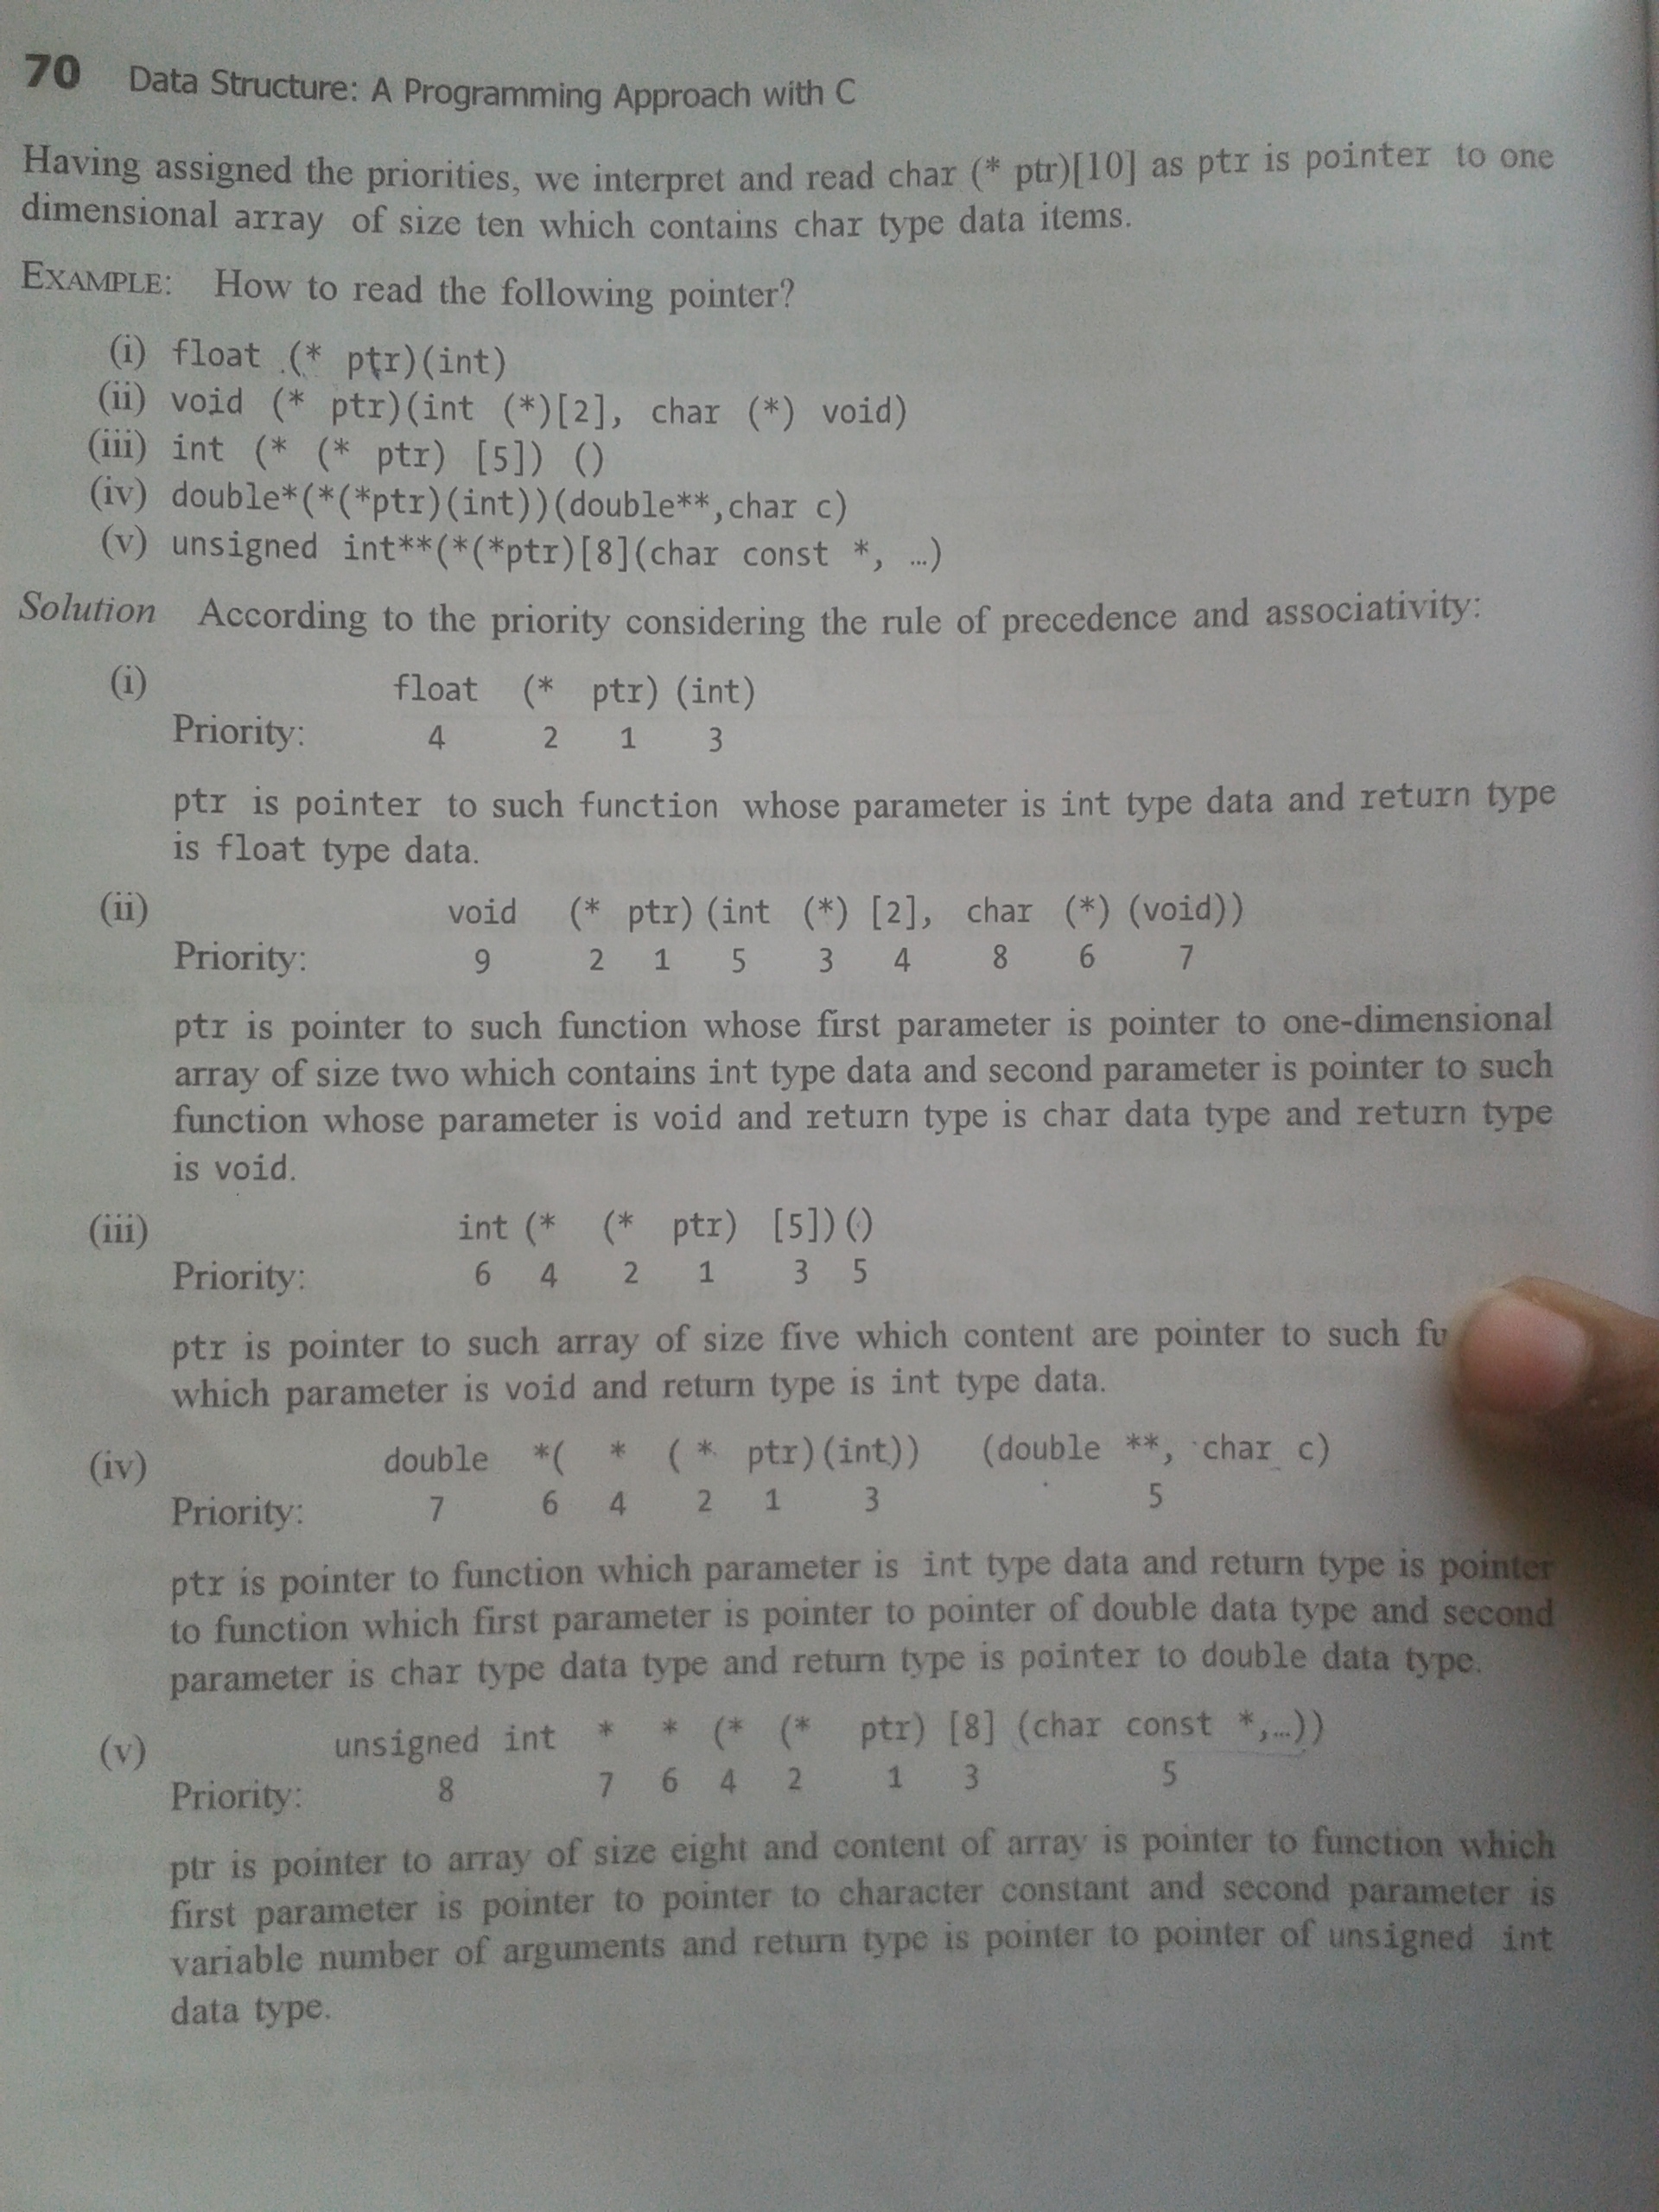 70 Data Structure: A Programming Approach with C
Having assigned the priorities, we interpret and read char (* ptr)[10] as ptr is pointer to one
dimensional array of size ten which contains char type data items.
EXAMPLE: How to read the following pointer?
(i) float (* ptr)(int)
(ii) void (* ptr)(int (*)[2], char (*) void)
(iii) int (* (* ptr) [5]) ()
(iv) double*(*(*ptr)(int))(double**,char c)
(v) unsigned int**(*(*ptr)[8](char const *, …)
Solution According to the priority considering the rule of precedence and associativity:
(i) float (* ptr) (int)
Priority: 4 2 1 3
ptr is pointer to such function whose parameter is int type data and return type
is float type data.
(ii) void (* ptr) (int (*) [2], char (*) (void))
Priority: 9 2 1 5 3 4 8 6 7
ptr is pointer to such function whose first parameter is pointer to one-dimensional
array of size two which contains int type data and second parameter is pointer to such
function whose parameter is void and return type is char data type and return type
is void.
(iii) int (* (* ptr) [5]) ()
Priority: 6 4 2 1 3 5
ptr is pointer to such array of size five which content are pointer to such fu
which parameter is void and return type is int type data.
(iv) double *( * ( * ptr)(int)) (double **, char c)
Priority: 7 6 4 2 1 3 5
ptr is pointer to function which parameter is int type data and return type is pointer
to function which first parameter is pointer to pointer of double data type and second
parameter is char type data type and return type is pointer to double data type.
(v) unsigned int * * (* (* ptr) [8] (char const *,…))
Priority: 8 7 6 4 2 1 3 5
ptr is pointer to array of size eight and content of array is pointer to function which
first parameter is pointer to pointer to character constant and second parameter is
variable number of arguments and return type is pointer to pointer of unsigned int
data type.